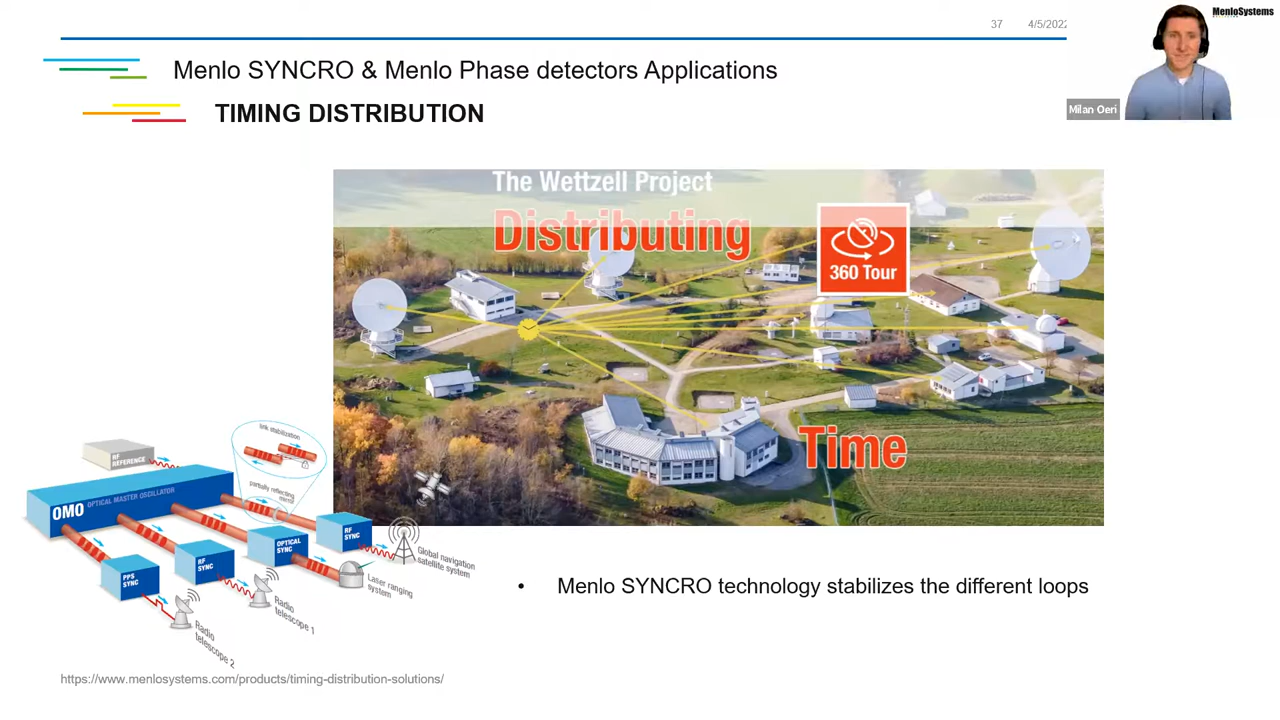 37 4/5/2022
MenloSystems
Menlo SYNCRO & Menlo Phase detectors Applications
TIMING DISTRIBUTION
Milan Oeri
The Wettzell Project
Distributing
360 Tour
Time
link stabilization
RF REFERENCE
partially reflecting mirror
OMO OPTICAL MASTER OSCILLATOR
RF SYNC
OPTICAL SYNC
RF SYNC
PPS SYNC
Global navigation
satellite system
Laser ranging
system
Radio
telescope 1
Radio
telescope 2
• Menlo SYNCRO technology stabilizes the different loops
https://www.menlosystems.com/products/timing-distribution-solutions/